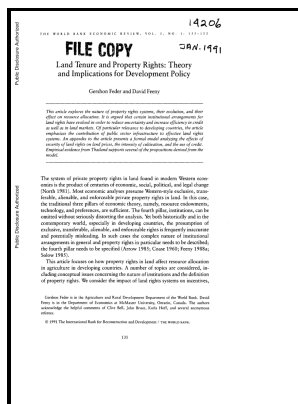 14206
THE WORLD BANK ECONOMIC REVIEW, VOL. 5, NO. 1: 135-153
FILE COPY
JAN. 1991
Land Tenure and Property Rights: Theory
and Implications for Development Policy
Gershon Feder and David Feeny
This article focuses on the nature of property rights systems, their evolution, and their
effect on resource allocation. It is argued that certain institutional arrangements for
land rights have evolved in order to reduce uncertainty and increase efficiency in credit
as well as in land markets. Of particular relevance to developing countries, the article
emphasizes the contribution of public sector infrastructure to effective land rights
systems. An appendix to the article presents a formal model analyzing the effects of
security of land rights on land prices, the intensity of cultivation, and the use of credit.
Empirical evidence from Thailand supports several of the propositions derived from the
model.
The system of private property rights in land found in modern Western econ-
omies is the product of centuries of economic, social, political, and legal change
(North 1981). Most economic analyses presume Western-style exclusive, trans-
ferable, alienable, and enforceable private property rights in land. In this case,
the traditional three pillars of economic theory, namely, resource endowments,
technology, and preferences, are sufficient. The fourth pillar, institutions, can be
omitted without seriously distorting the analysis. Yet both historically and in the
contemporary world, especially in developing countries, the presumption of
exclusive, transferable, alienable, and enforceable rights is frequently inaccurate
and potentially misleading. In such cases the complex nature of institutional
arrangements in general and property rights in particular needs to be described;
the fourth pillar needs to be specified (Arrow 1985; Coase 1960; Feeny 1988a;
Solow 1985).
This article focuses on how property rights in land affect resource allocation
in agriculture in developing countries. A number of topics are considered, in-
cluding conceptual issues concerning the nature of institutions and the definition
of property rights. We consider the impact of land rights systems on incentives,
Gershon Feder is in the Agriculture and Rural Development Department of the World Bank. David
Feeny is in the Department of Economics at McMaster University, Ontario, Canada. The authors
acknowledge the helpful comments of Clive Bell, John Bruce, Karla Hoff, and several anonymous
referees.
© 1991 The International Bank for Reconstruction and Development / THE WORLD BANK.
135
Public Disclosure Authorized
Public Disclosure Authorized